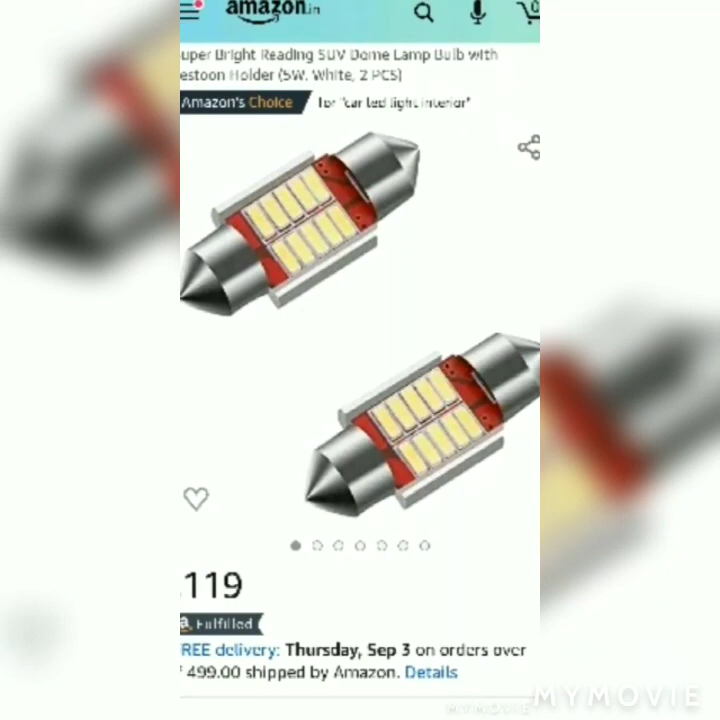 amazon.in
uper Bright Reading SUV Dome Lamp Bulb with
estoon Holder (5W, White, 2 PCS)
Amazon's Choice for "car led light interior"
119
Fulfilled
REE delivery: Thursday, Sep 3 on orders over
499.00 shipped by Amazon. Details
MYMOVIE
MYMOVIE